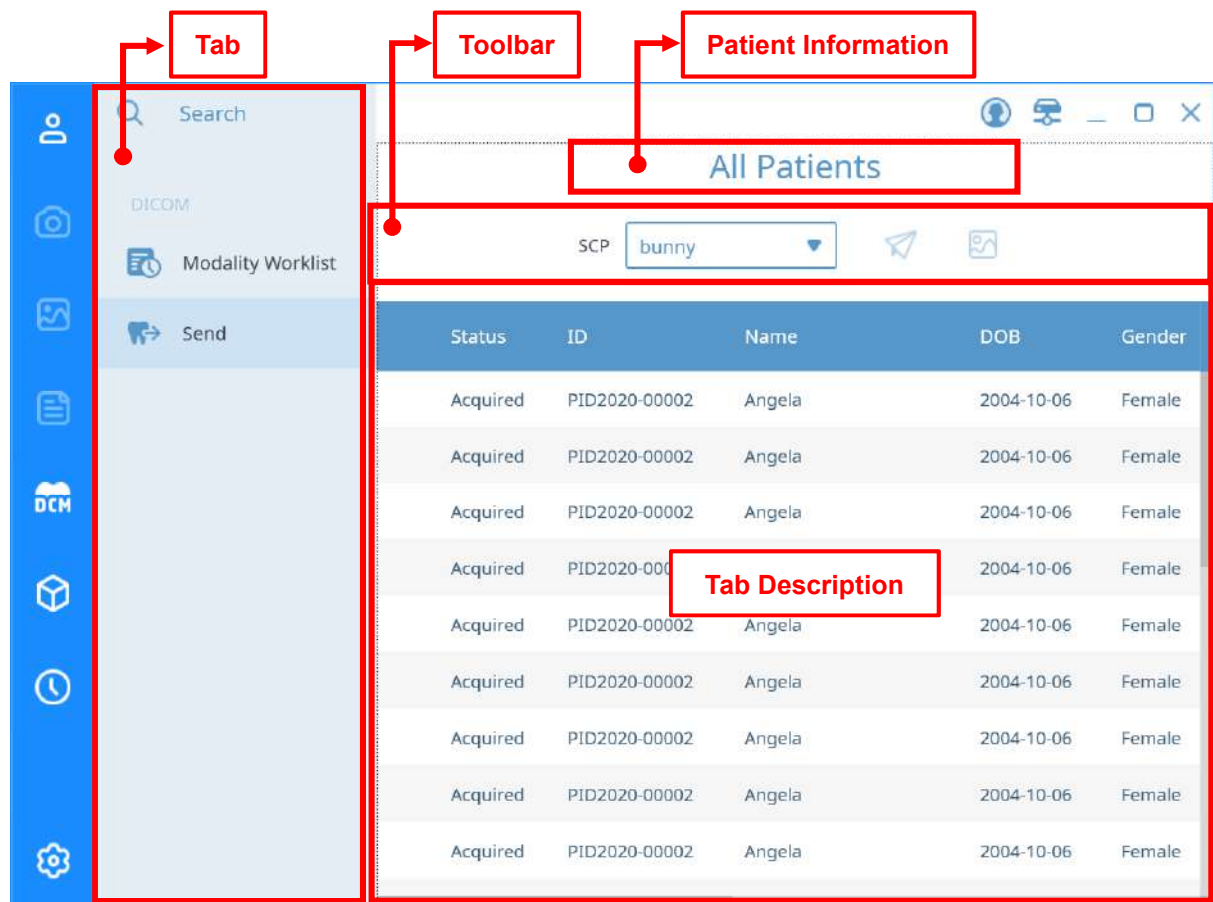 Tab
Toolbar
Patient Information
Search
All Patients
DICOM
SCP bunny
Modality Worklist
Send
DCM
Status ID Name DOB Gender
Acquired PID2020-00002 Angela 2004-10-06 Female
Acquired PID2020-00002 Angela 2004-10-06 Female
Acquired PID2020-00002 Angela 2004-10-06 Female
Acquired PID2020-000 2004-10-06 Female
Tab Description
Acquired PID2020-00002 Angela 2004-10-06 Female
Acquired PID2020-00002 Angela 2004-10-06 Female
Acquired PID2020-00002 Angela 2004-10-06 Female
Acquired PID2020-00002 Angela 2004-10-06 Female
Acquired PID2020-00002 Angela 2004-10-06 Female